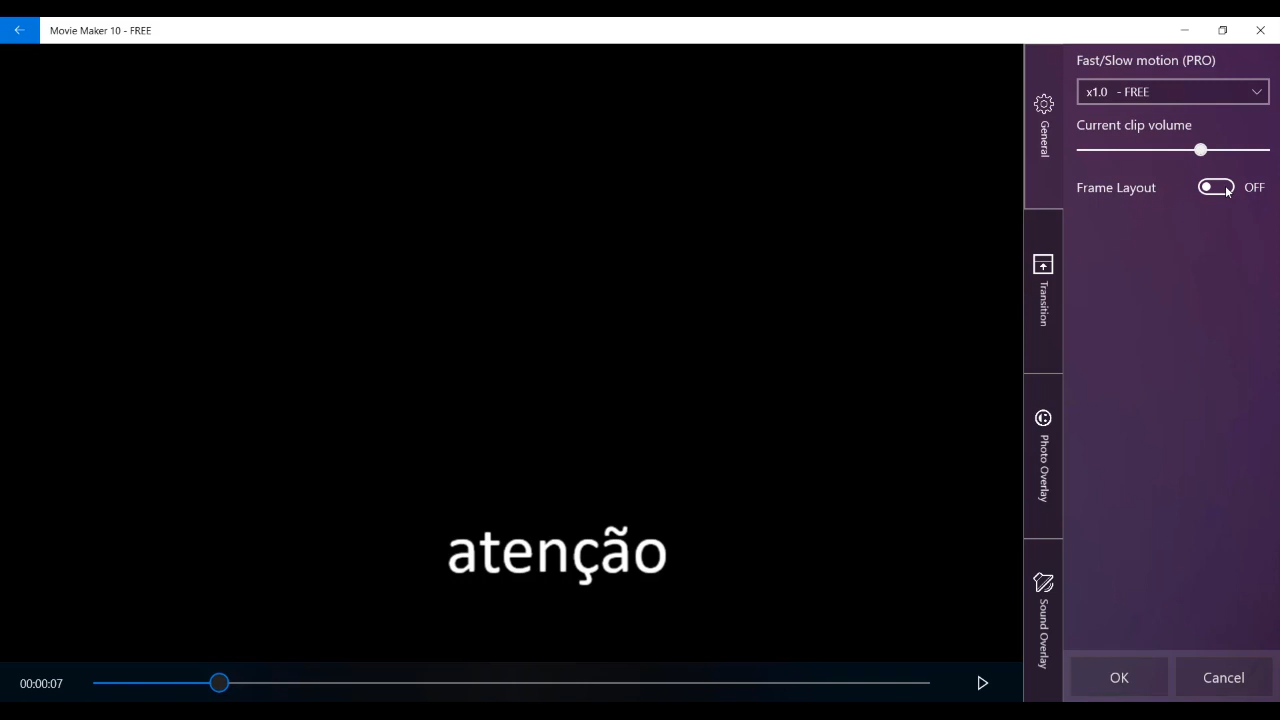 Movie Maker 10 - FREE
Fast/Slow motion (PRO)
x1.0 - FREE
Current clip volume
Frame Layout OFF
General
Transition
Photo Overlay
Sound Overlay
atenção
00:00:07
OK Cancel